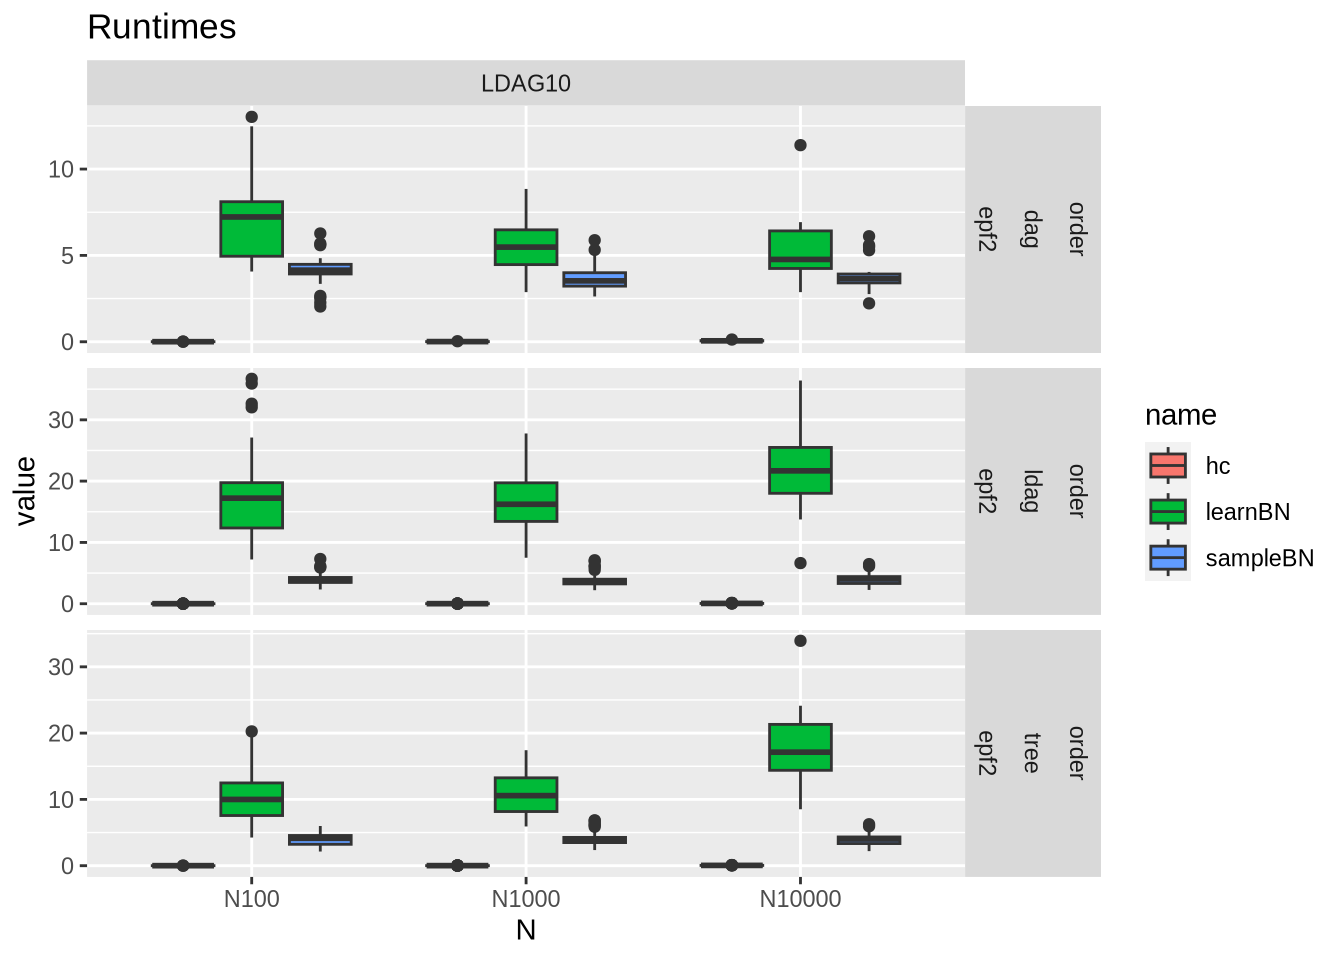 Runtimes
LDAG10
10
5
0
epf2
dag
order
30
20
10
0
epf2
ldag
order
30
20
10
0
epf2
tree
order
value
N100
N1000
N10000
N
name
hc
learnBN
sampleBN